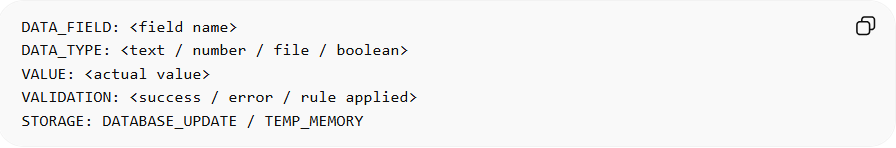 DATA_FIELD: <field name>
DATA_TYPE: <text / number / file / boolean>
VALUE: <actual value>
VALIDATION: <success / error / rule applied>
STORAGE: DATABASE_UPDATE / TEMP_MEMORY